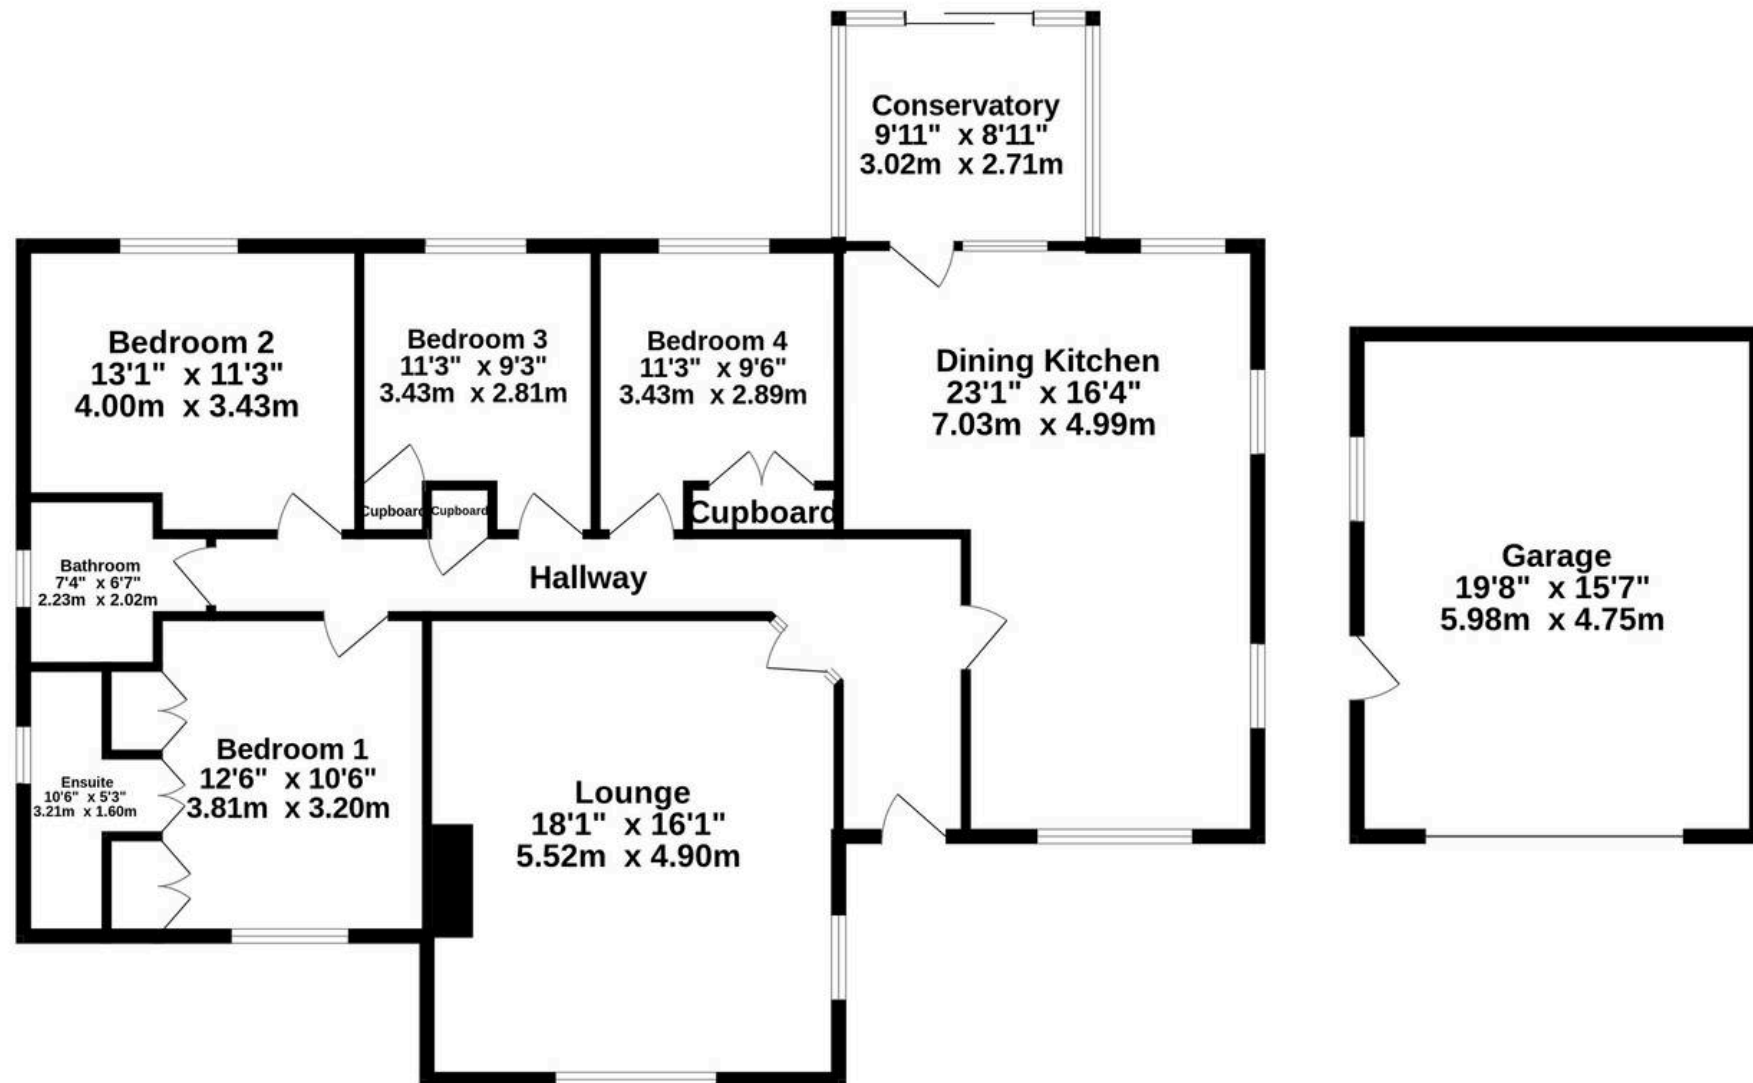 Conservatory
9'11" x 8'11"
3.02m x 2.71m
Bedroom 2
13'1" x 11'3"
4.00m x 3.43m
Bedroom 3
11'3" x 9'3"
3.43m x 2.81m
Bedroom 4
11'3" x 9'6"
3.43m x 2.89m
Dining Kitchen
23'1" x 16'4"
7.03m x 4.99m
Cupboard
Cupboard
Cupboard
Bathroom
7'4" x 6'7"
2.23m x 2.02m
Hallway
Garage
19'8" x 15'7"
5.98m x 4.75m
Ensuite
10'6" x 5'3"
3.21m x 1.60m
Bedroom 1
12'6" x 10'6"
3.81m x 3.20m
Lounge
18'1" x 16'1"
5.52m x 4.90m